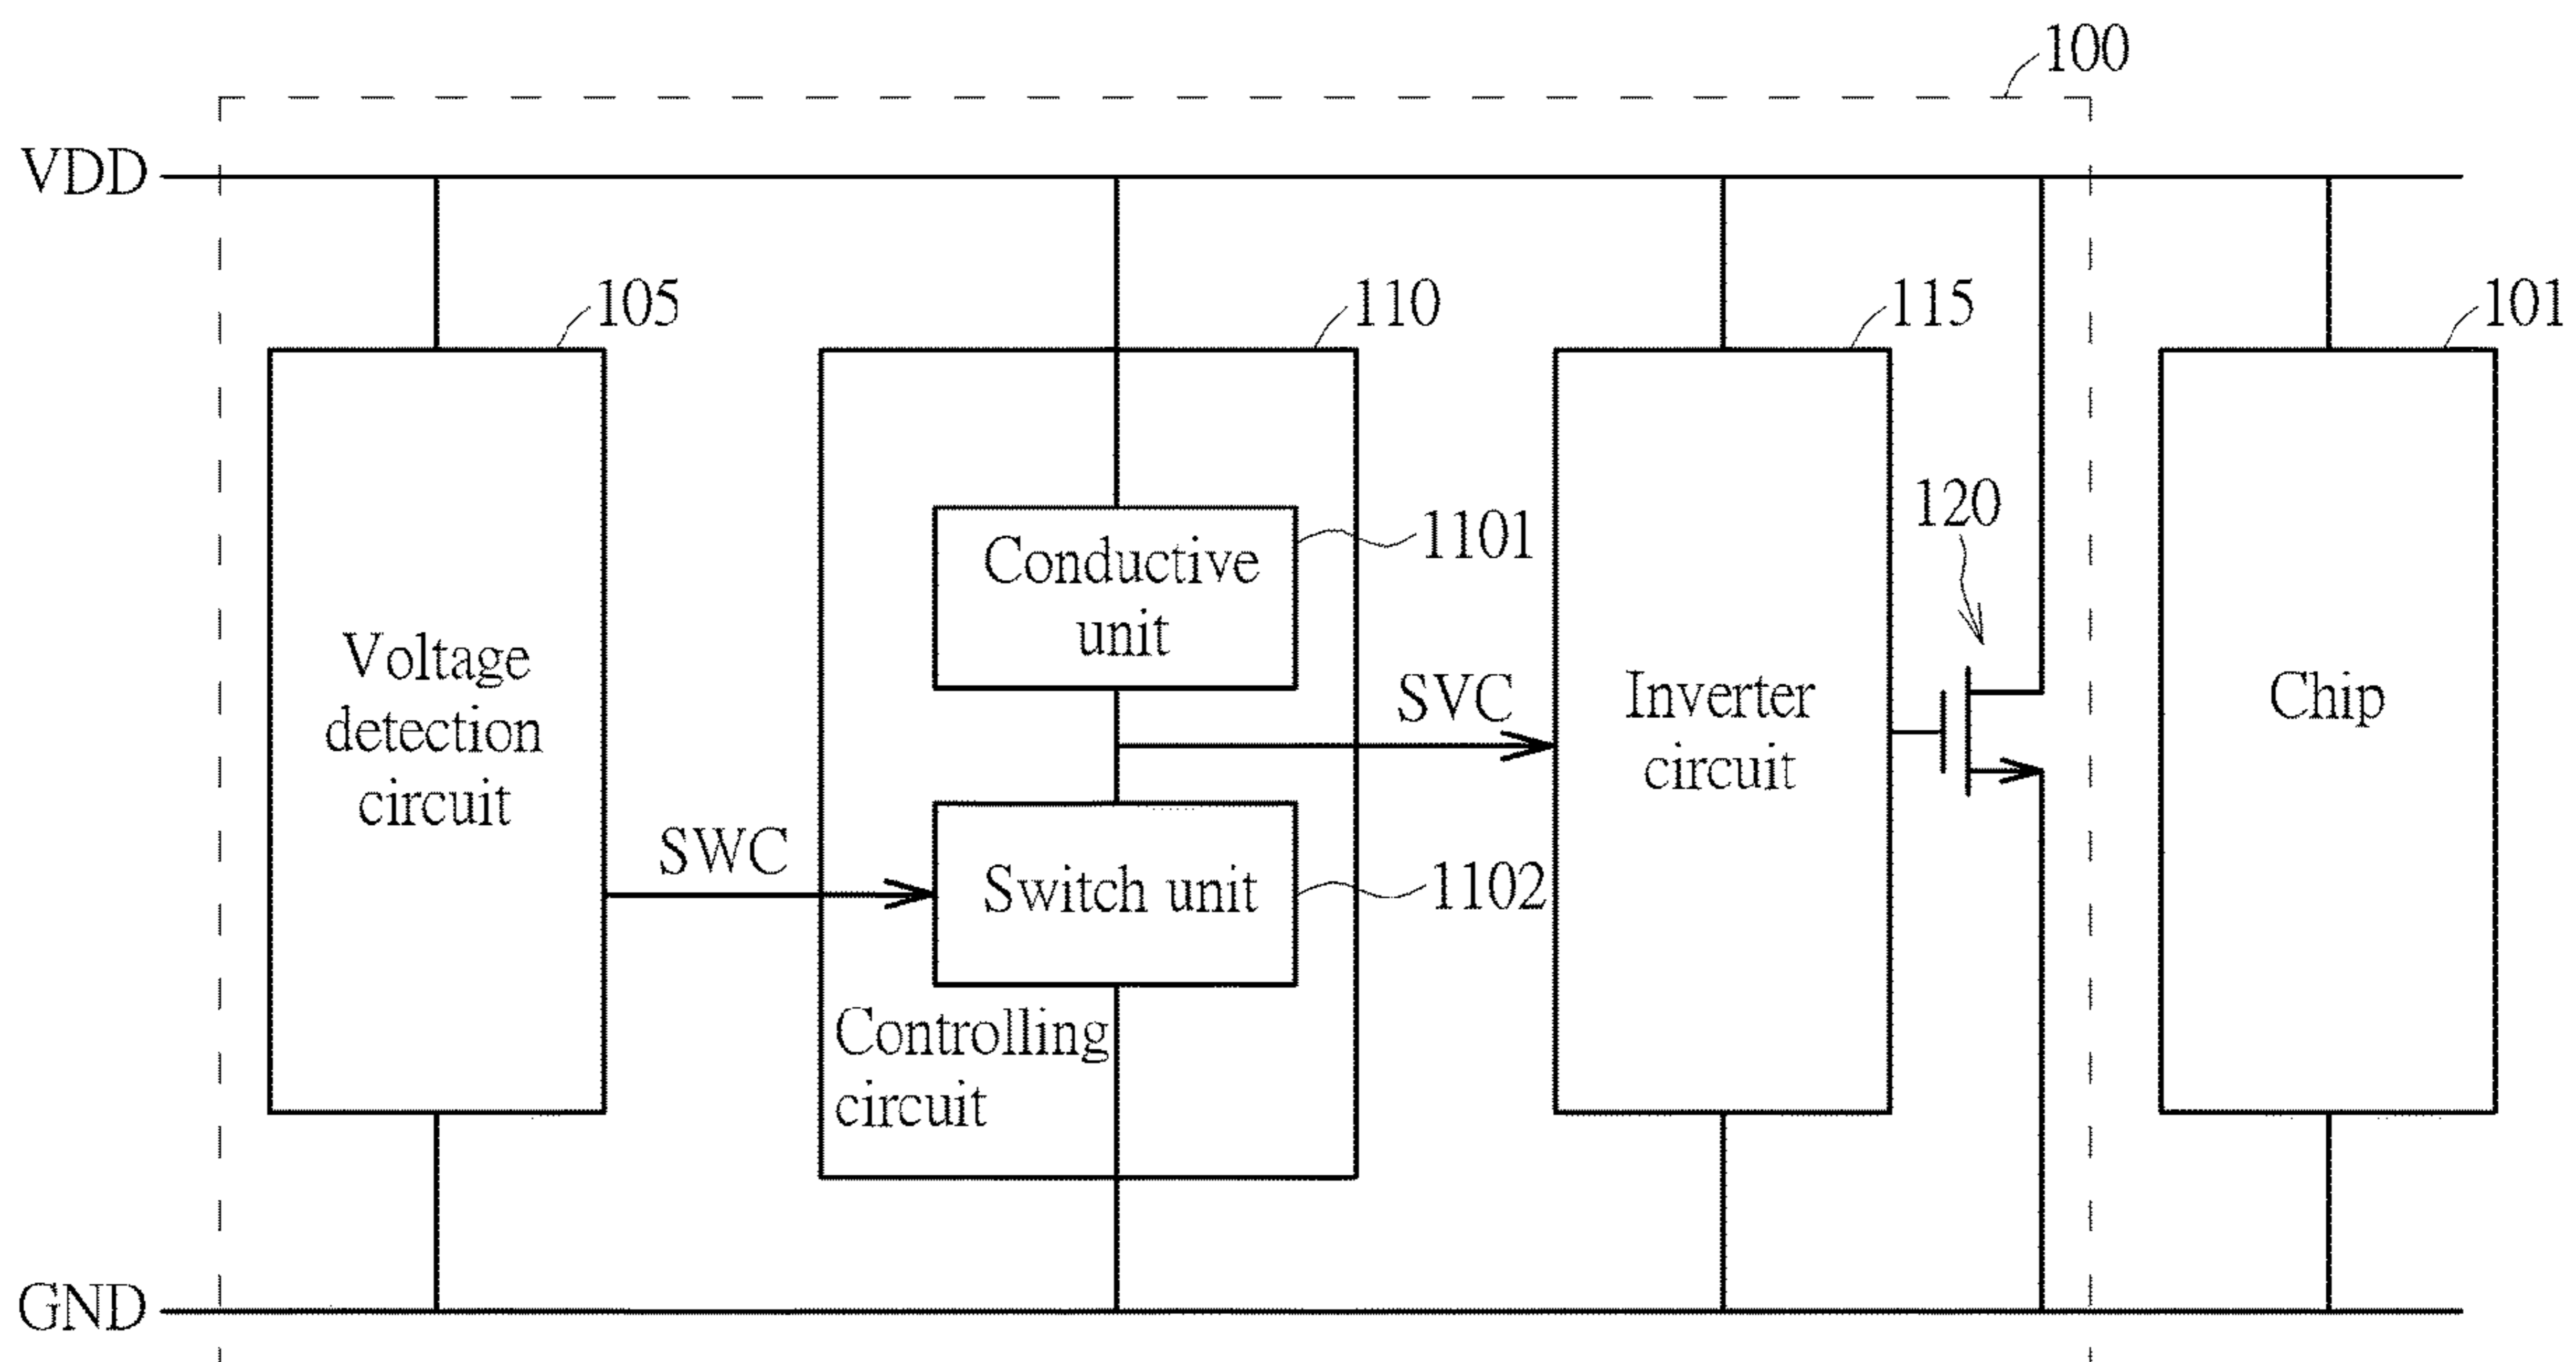 100
VDD
105
110
115
101
Conductive
unit
1101
120
Voltage
detection
circuit
SVC
Inverter
circuit
Chip
SWC
Switch unit
1102
Controlling
circuit
GND